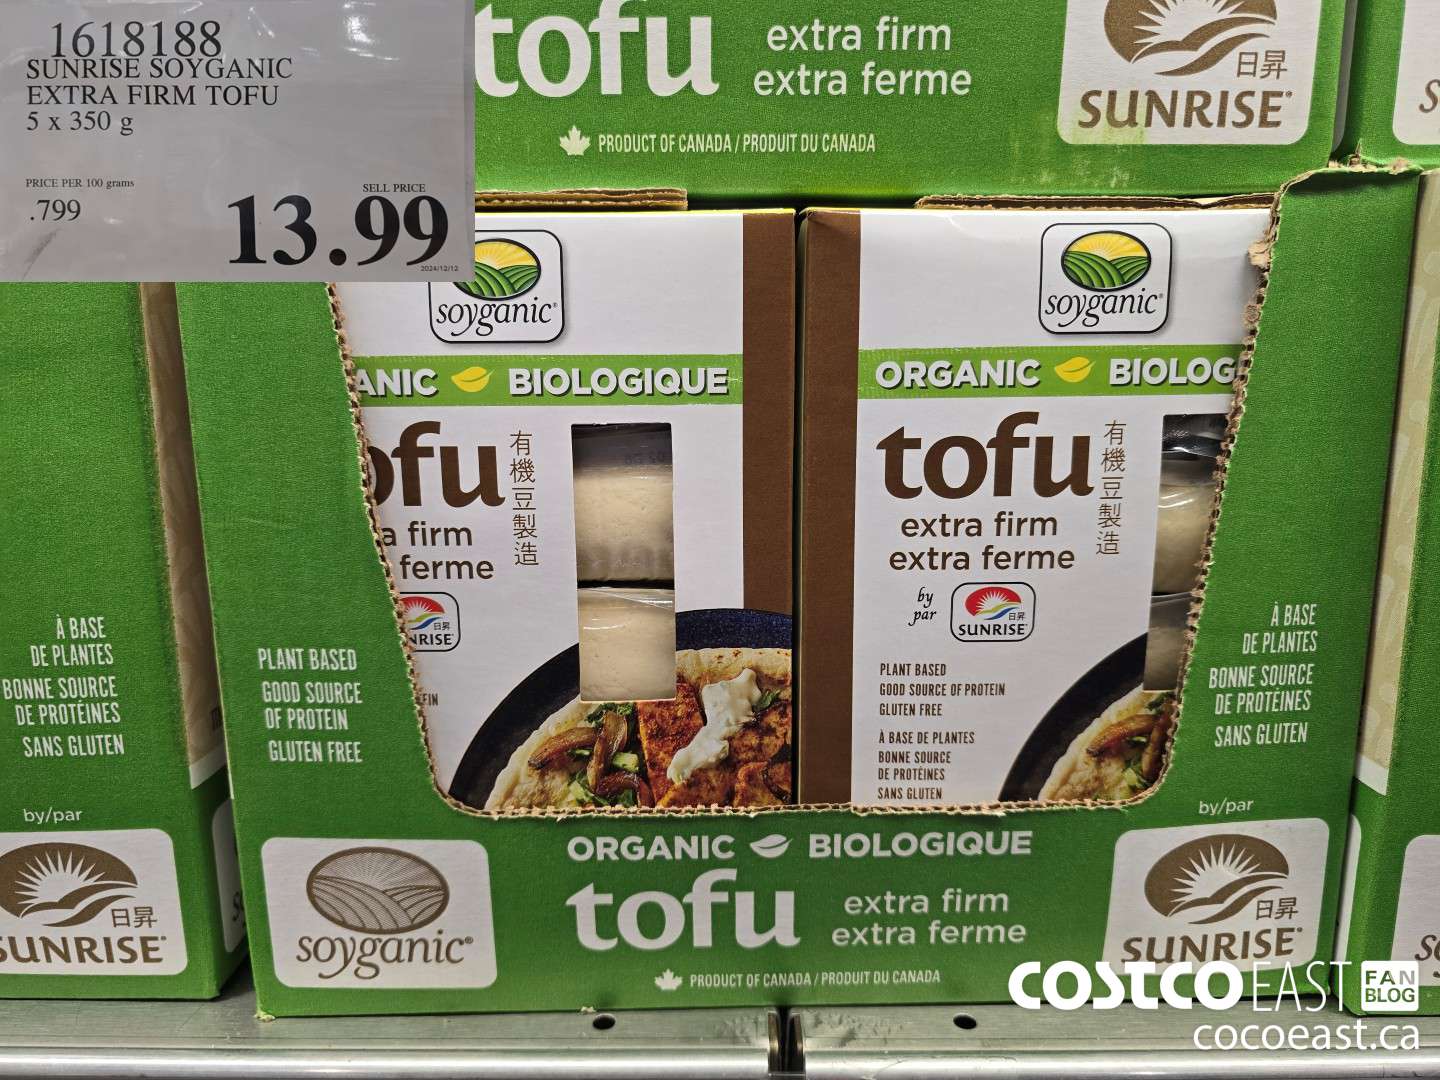 1618188
SUNRISE SOYGANIC
EXTRA FIRM TOFU
5 x 350 g
PRICE PER 100 grams
.799
SELL PRICE
13.99
2024/12/12
tofu
extra firm
extra ferme
PRODUCT OF CANADA / PRODUIT DU CANADA
日昇
SUNRISE
soyganic
ANIC BIOLOGIQUE
ofu
有機豆製造
a firm
ferme
日昇
NRISE
soyganic
ORGANIC BIOLOG
tofu
有機豆製造
extra firm
extra ferme
by
par
日昇
SUNRISE
PLANT BASED
GOOD SOURCE OF PROTEIN
GLUTEN FREE
À BASE DE PLANTES
BONNE SOURCE
DE PROTÉINES
SANS GLUTEN
À BASE
DE PLANTES
BONNE SOURCE
DE PROTÉINES
SANS GLUTEN
by/par
日昇
SUNRISE
PLANT BASED
GOOD SOURCE
OF PROTEIN
GLUTEN FREE
À BASE
DE PLANTES
BONNE SOURCE
DE PROTÉINES
SANS GLUTEN
by/par
soyganic
ORGANIC BIOLOGIQUE
tofu
extra firm
extra ferme
PRODUCT OF CANADA / PRODUIT DU CANADA
日昇
SUNRISE
COSTCO EAST FAN BLOG
cocoeast.ca